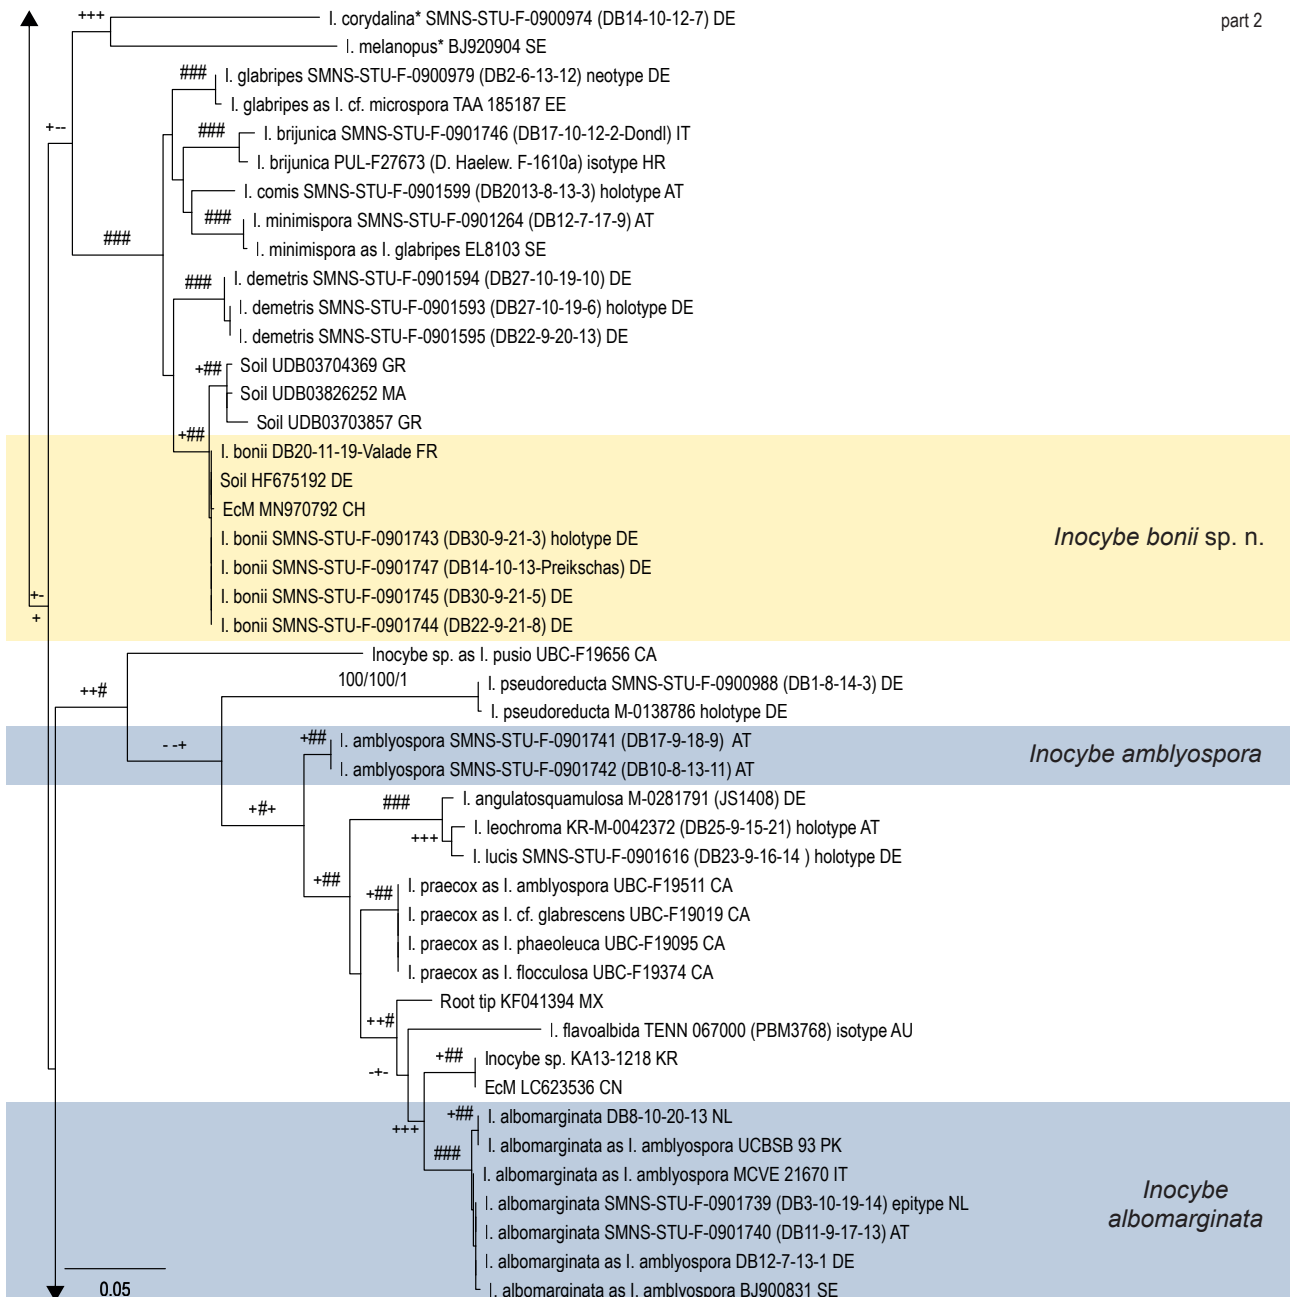 +++
I. corydalina* SMNS-STU-F-0900974 (DB14-10-12-7) DE
part 2
I. melanopus* BJ920904 SE
###
I. glabripes SMNS-STU-F-0900979 (DB2-6-13-12) neotype DE
I. glabripes as I. cf. microspora TAA 185187 EE
+--
###
I. brijunica SMNS-STU-F-0901746 (DB17-10-12-2-Dondl) IT
I. brijunica PUL-F27673 (D. Haelew. F-1610a) isotype HR
I. comis SMNS-STU-F-0901599 (DB2013-8-13-3) holotype AT
###
I. minimispora SMNS-STU-F-0901264 (DB12-7-17-9) AT
###
I. minimispora as I. glabripes EL8103 SE
###
I. demetris SMNS-STU-F-0901594 (DB27-10-19-10) DE
I. demetris SMNS-STU-F-0901593 (DB27-10-19-6) holotype DE
I. demetris SMNS-STU-F-0901595 (DB22-9-20-13) DE
+##
Soil UDB03704369 GR
Soil UDB03826252 MA
Soil UDB03703857 GR
+##
I. bonii DB20-11-19-Valade FR
Soil HF675192 DE
EcM MN970792 CH
I. bonii SMNS-STU-F-0901743 (DB30-9-21-3) holotype DE
Inocybe bonii sp. n.
I. bonii SMNS-STU-F-0901747 (DB14-10-13-Preikschas) DE
+-
+
I. bonii SMNS-STU-F-0901745 (DB30-9-21-5) DE
I. bonii SMNS-STU-F-0901744 (DB22-9-21-8) DE
Inocybe sp. as I. pusio UBC-F19656 CA
++#
100/100/1
I. pseudoreducta SMNS-STU-F-0900988 (DB1-8-14-3) DE
I. pseudoreducta M-0138786 holotype DE
- -+
+##
I. amblyospora SMNS-STU-F-0901741 (DB17-9-18-9) AT
Inocybe amblyospora
I. amblyospora SMNS-STU-F-0901742 (DB10-8-13-11) AT
+#+
###
I. angulatosquamulosa M-0281791 (JS1408) DE
+++
I. leochroma KR-M-0042372 (DB25-9-15-21) holotype AT
I. lucis SMNS-STU-F-0901616 (DB23-9-16-14 ) holotype DE
+##
+##
I. praecox as I. amblyospora UBC-F19511 CA
I. praecox as I. cf. glabrescens UBC-F19019 CA
I. praecox as I. phaeoleuca UBC-F19095 CA
I. praecox as I. flocculosa UBC-F19374 CA
Root tip KF041394 MX
++#
I. flavoalbida TENN 067000 (PBM3768) isotype AU
+##
Inocybe sp. KA13-1218 KR
-+-
EcM LC623536 CN
+##
I. albomarginata DB8-10-20-13 NL
+++
I. albomarginata as I. amblyospora UCBSB 93 PK
###
I. albomarginata as I. amblyospora MCVE 21670 IT
I. albomarginata SMNS-STU-F-0901739 (DB3-10-19-14) epitype NL
Inocybe
albomarginata
I. albomarginata SMNS-STU-F-0901740 (DB11-9-17-13) AT
I. albomarginata as I. amblyospora DB12-7-13-1 DE
I. albomarginata as I. amblyospora BJ900831 SE
0.05